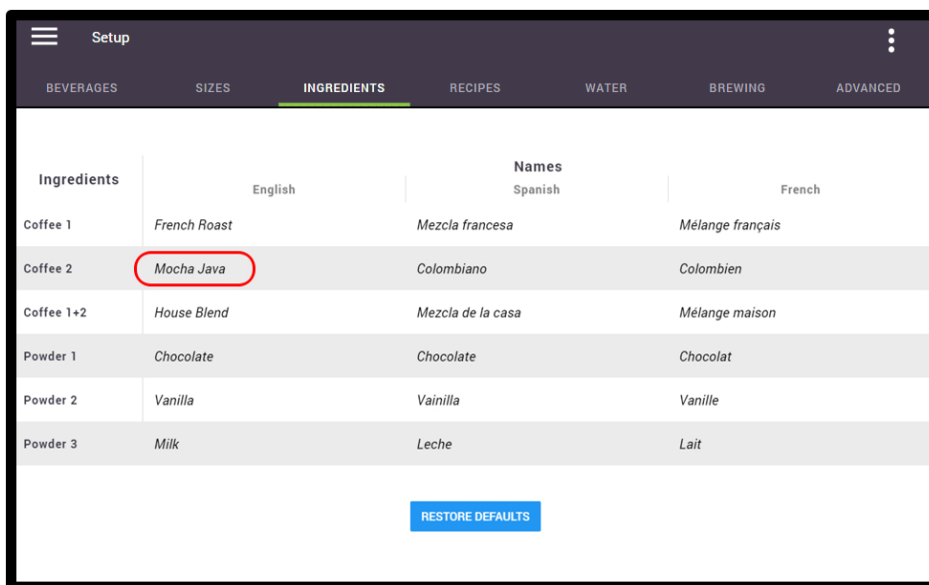 Setup
BEVERAGES SIZES INGREDIENTS RECIPES WATER BREWING ADVANCED
Names
Ingredients English Spanish French
Coffee 1 French Roast Mezcla francesa Mélange français
Coffee 2 Mocha Java Colombiano Colombien
Coffee 1+2 House Blend Mezcla de la casa Mélange maison
Powder 1 Chocolate Chocolate Chocolat
Powder 2 Vanilla Vainilla Vanille
Powder 3 Milk Leche Lait
RESTORE DEFAULTS